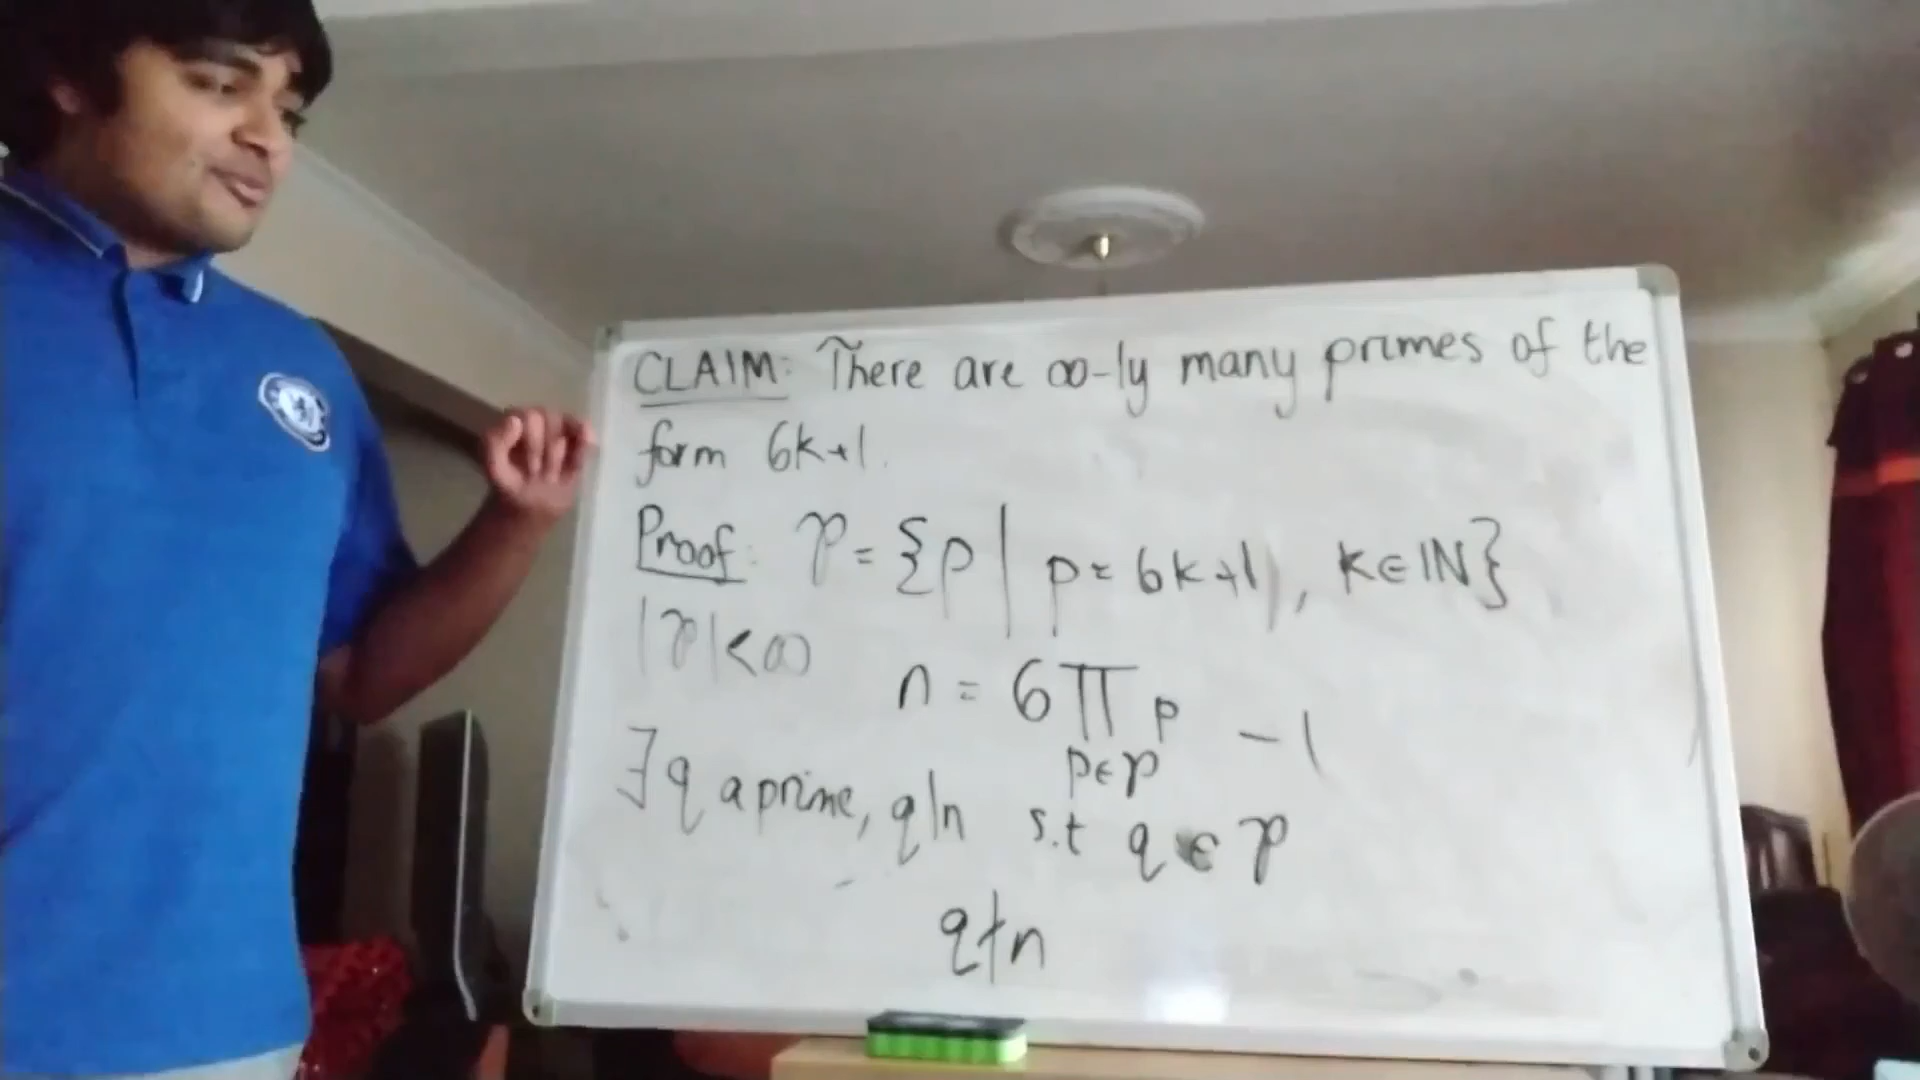 CLAIM: There are ∞-ly many primes of the
form 6k+1.
Proof: 𝒫 = {p | p = 6k+1, k∈ℕ}
|𝒫|<∞ n = 6∏ p - 1
p∈𝒫
∃ q a prime, q|n s.t q ∈ 𝒫
q∤n